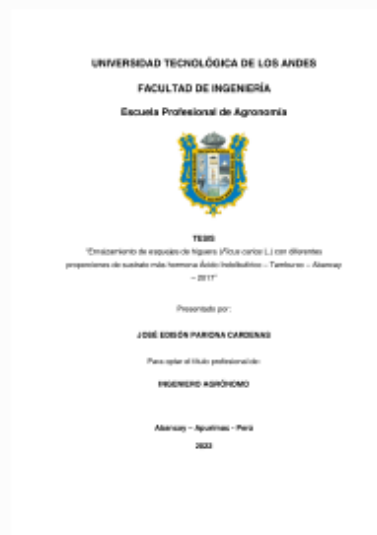 UNIVERSIDAD TECNOLÓGICA DE LOS ANDES
FACULTAD DE INGENIERÍA
Escuela Profesional de Agronomía
TESIS
"Enraizamiento de esquejes de higuera (Ficus carica L.) con diferentes
proporciones de sustrato más hormona Ácido Indolbutírico – Tamburco – Abancay
– 2017"
Presentado por:
JOSÉ EDISÓN PARIONA CARDENAS
Para optar el título profesional de:
INGENIERO AGRÓNOMO
Abancay – Apurímac - Perú